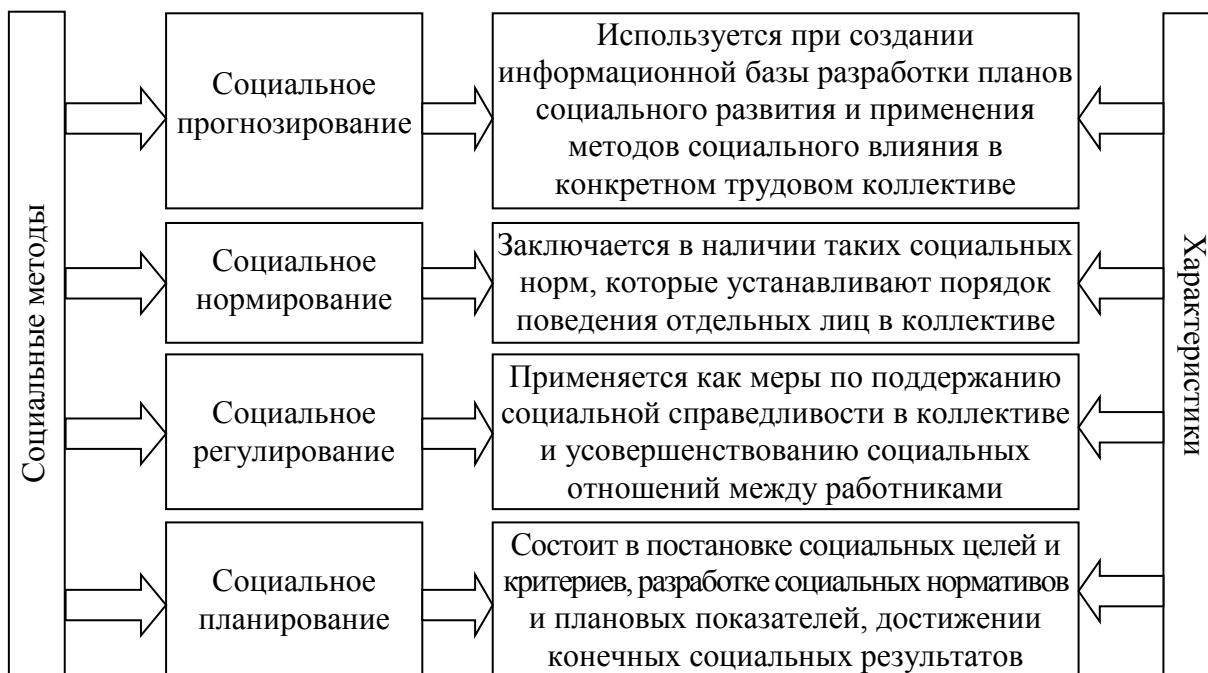 Социальные методы
Социальное
прогнозирование
Используется при создании
информационной базы разработки планов
социального развития и применения
методов социального влияния в
конкретном трудовом коллективе
Социальное
нормирование
Заключается в наличии таких социальных
норм, которые устанавливают порядок
поведения отдельных лиц в коллективе
Социальное
регулирование
Применяется как меры по поддержанию
социальной справедливости в коллективе
и усовершенствованию социальных
отношений между работниками
Социальное
планирование
Состоит в постановке социальных целей и
критериев, разработке социальных нормативов
и плановых показателей, достижении
конечных социальных результатов
Характеристики